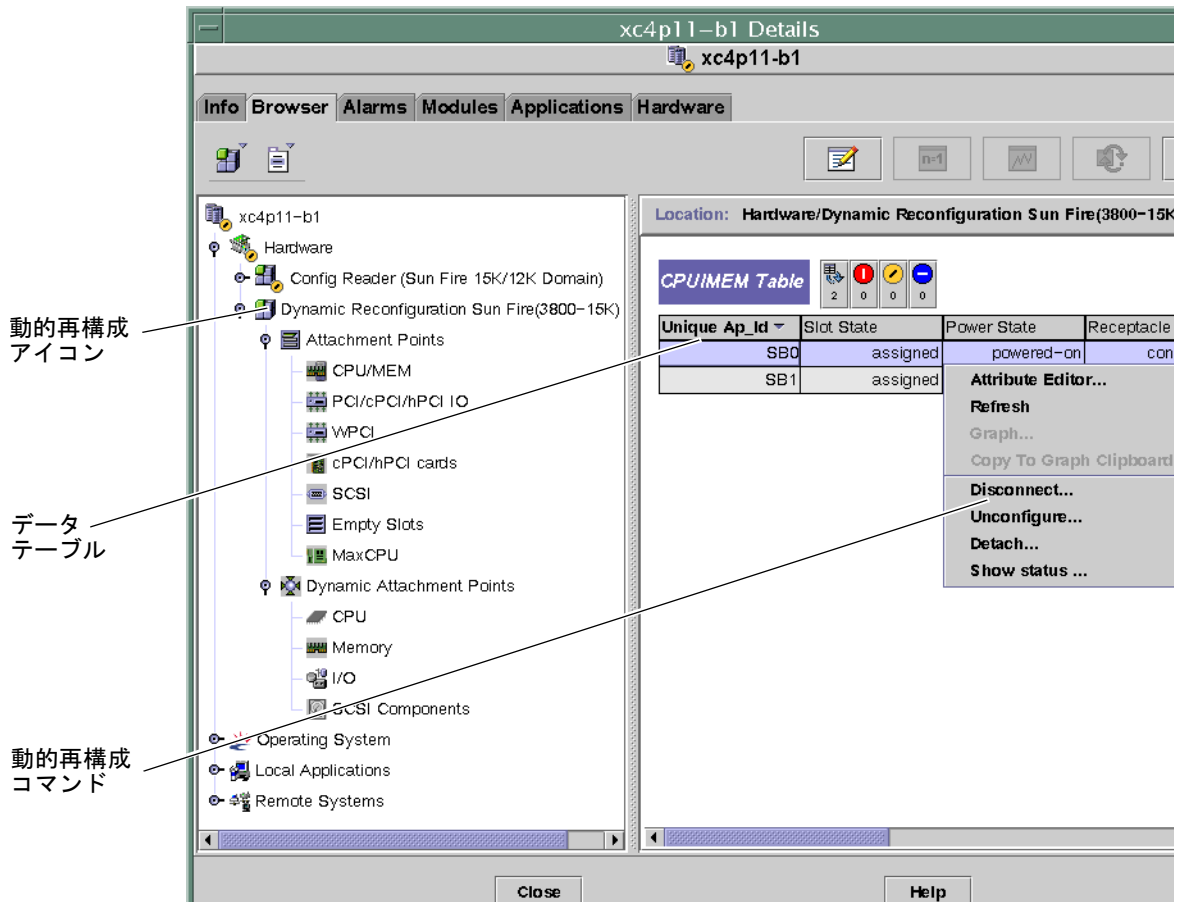 xc4p11-b1 Details
xc4p11-b1
Info Browser Alarms Modules Applications Hardware
n=1
xc4p11-b1
Hardware
Config Reader (Sun Fire 15K/12K Domain)
Dynamic Reconfiguration Sun Fire(3800-15K)
Attachment Points
CPU/MEM
PCI/cPCI/hPCI IO
WPCI
cPCI/hPCI cards
SCSI
Empty Slots
MaxCPU
Dynamic Attachment Points
CPU
Memory
I/O
SCSI Components
Operating System
Local Applications
Remote Systems
動的再構成
アイコン
データ
テーブル
動的再構成
コマンド
Location: Hardware/Dynamic Reconfiguration Sun Fire(3800-15K
CPU/MEM Table
2 0 0 0
Unique Ap_Id Slot State Power State Receptacle
SB0 assigned powered-on con
SB1 assigned
Attribute Editor...
Refresh
Graph...
Copy To Graph Clipboard
Disconnect...
Unconfigure...
Detach...
Show status ...
Close Help